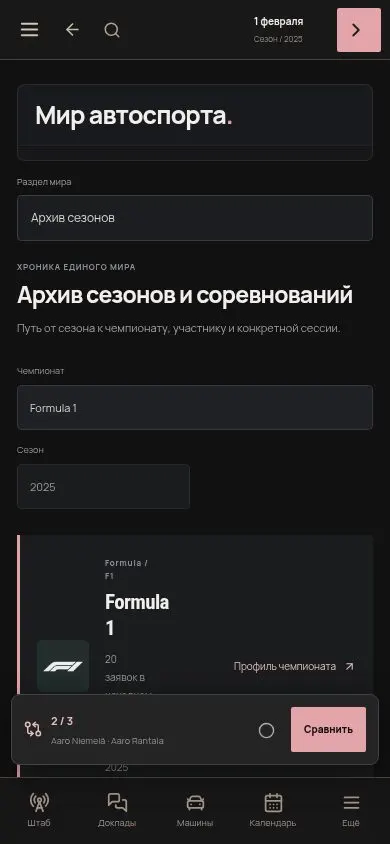 1 февраля
Сезон / 2025
Мир автоспорта.
Раздел мира
Архив сезонов
ХРОНИКА ЕДИНОГО МИРА
Архив сезонов и соревнований
Путь от сезона к чемпионату, участнику и конкретной сессии.
Чемпионат
Formula 1
Сезон
2025
Formula /
F1
Formula
1
20
заявок в
Профиль чемпионата
2 / 3
Aaro Niemelä · Aaro Rantala
Сравнить
2025
Штаб
Доклады
Машины
Календарь
Ещё